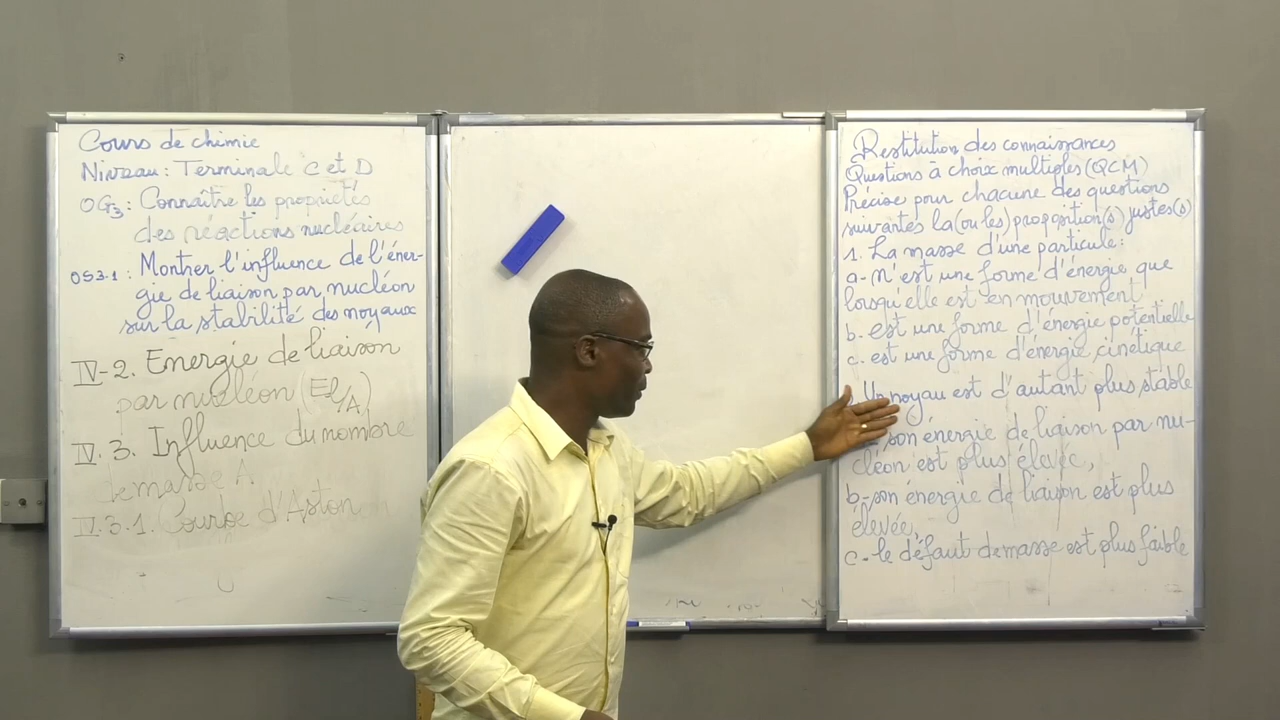 Cours de chimie
Niveau : Terminale C et D
OG3 : Connaître les propriétés
des réactions nucléaires
OS3.1 : Montrer l'influence de l'éner-
gie de liaison par nucléon
sur la stabilité des noyaux
IV-2. Energie de liaison
par nucléon (El/A)
IV.3. Influence du nombre
de masse A
IV.3.1. Courbe d'Aston
Restitution des connaissances
Questions à choix multiples (QCM)
Précise pour chacune des questions
suivantes la (ou les) proposition(s) juste(s)
1. La masse d'une particule :
a- n'est une forme d'énergie que
lorsqu'elle est en mouvement
b. est une forme d'énergie potentielle
c. est une forme d'énergie cinétique
Un noyau est d'autant plus stable
son énergie de liaison par nu-
cléon est plus élevée,
b- son énergie de liaison est plus
élevée,
c- le défaut de masse est plus faible